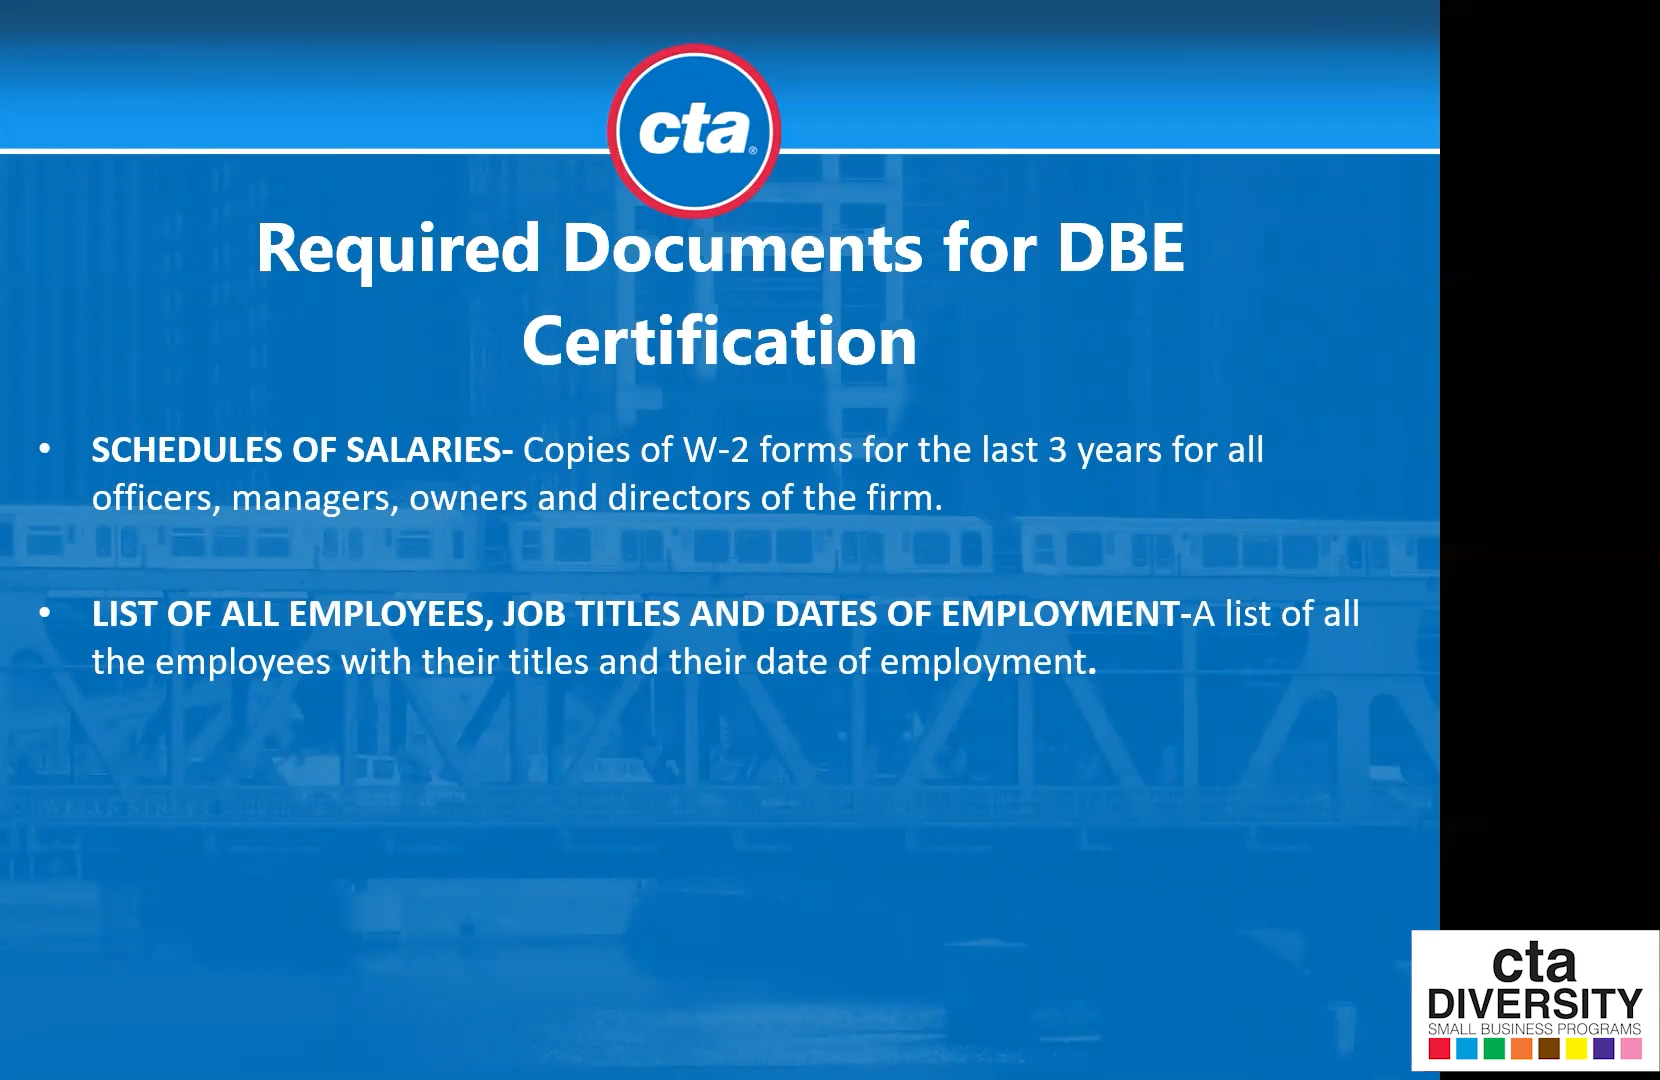 cta®
Required Documents for DBE
Certification
• SCHEDULES OF SALARIES- Copies of W-2 forms for the last 3 years for all
officers, managers, owners and directors of the firm.
• LIST OF ALL EMPLOYEES, JOB TITLES AND DATES OF EMPLOYMENT-A list of all
the employees with their titles and their date of employment.
WELLS STREET
cta
DIVERSITY
SMALL BUSINESS PROGRAMS